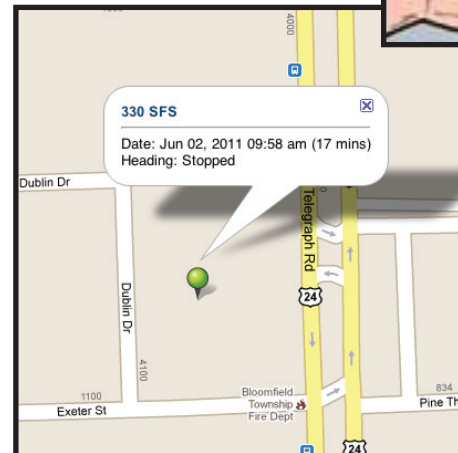 4000
330 SFS
Date: Jun 02, 2011 09:58 am (17 mins)
Heading: Stopped
Dublin Dr
Telegraph Rd
Dublin Dr
24
4100
1100
Exeter St
Bloomfield
Township
Fire Dept
834
Pine Th
24